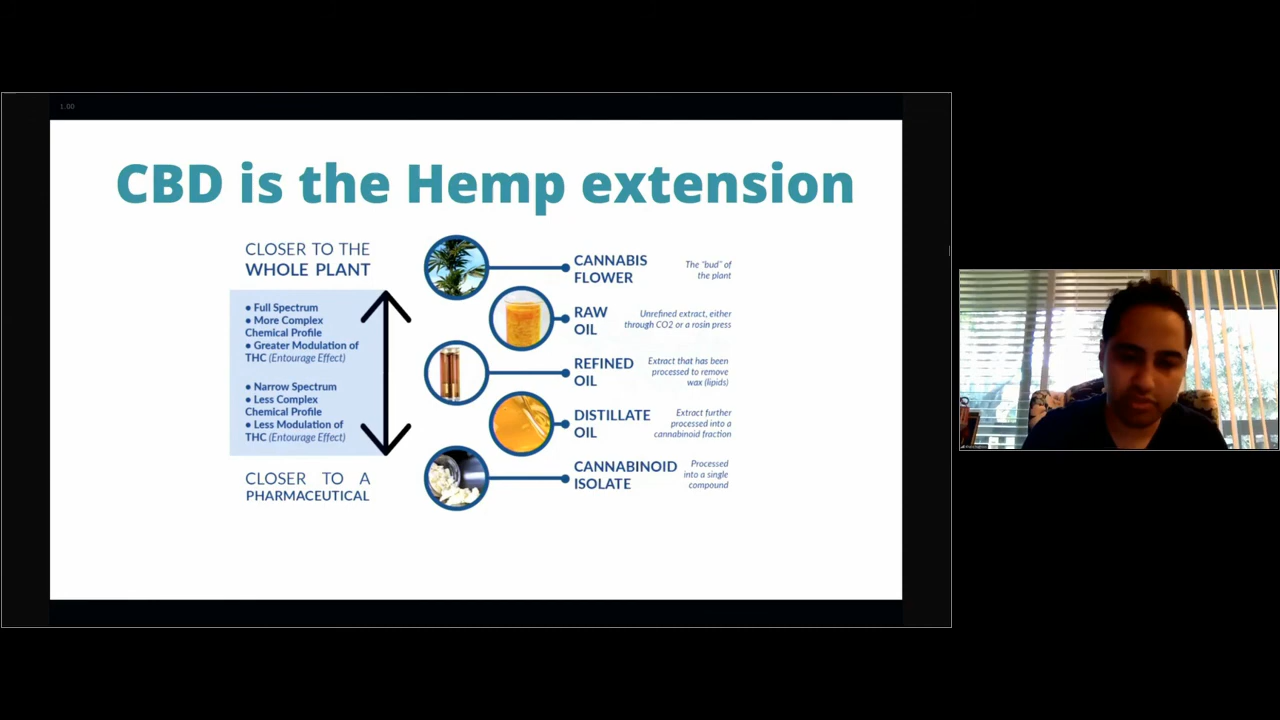 1.00
CBD is the Hemp extension
CLOSER TO THE
WHOLE PLANT
• Full Spectrum
• More Complex
Chemical Profile
• Greater Modulation of
THC (Entourage Effect)
• Narrow Spectrum
• Less Complex
Chemical Profile
• Less Modulation of
THC (Entourage Effect)
CLOSER TO A
PHARMACEUTICAL
CANNABIS
FLOWER
The "bud" of
the plant
RAW
OIL
Unrefined extract, either
through CO2 or a rosin press
REFINED
OIL
Extract that has been
processed to remove
wax (lipids)
DISTILLATE
OIL
Extract further
processed into a
cannabinoid fraction
CANNABINOID
ISOLATE
Processed
into a single
compound